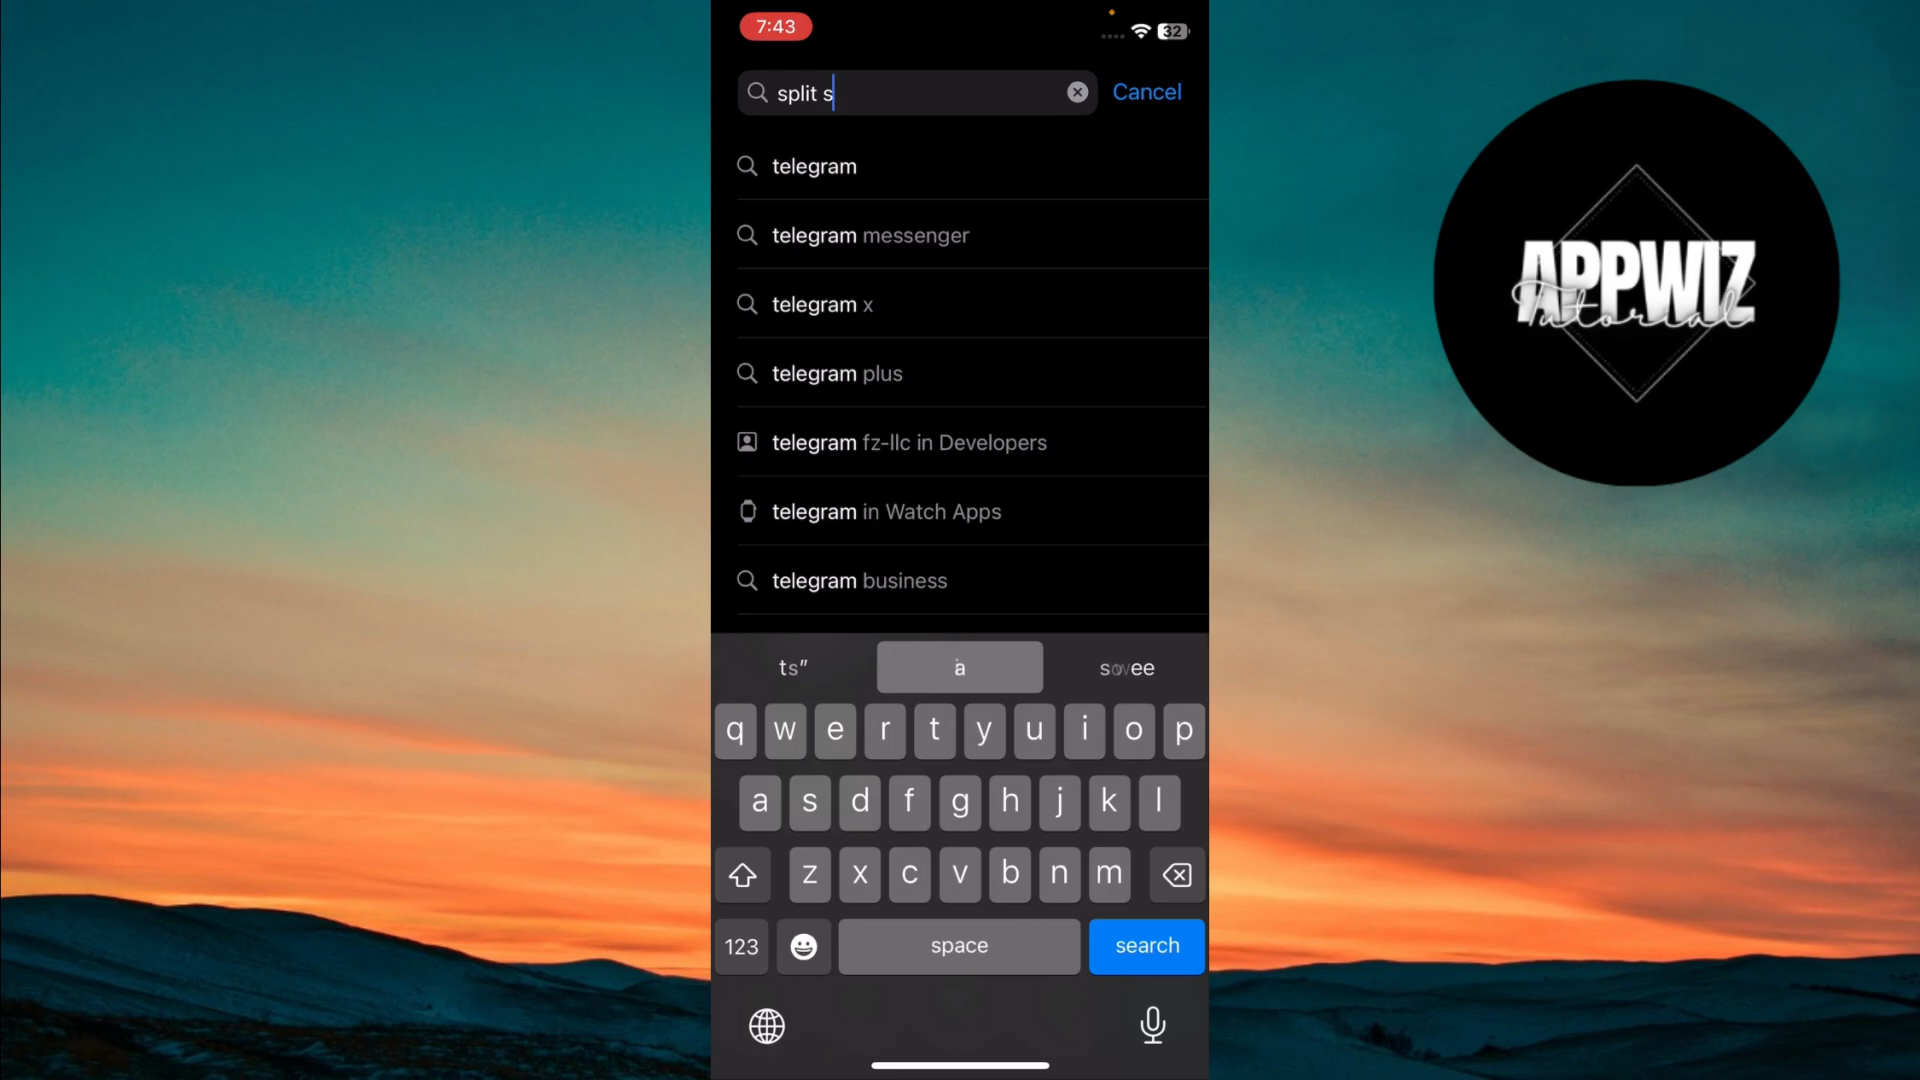 7:43
32
split s
Cancel
telegram
telegram messenger
telegram x
telegram plus
telegram fz-llc in Developers
telegram in Watch Apps
telegram business
q w e r t y u i o p
a s d f g h j k l
z x c v b n m
123
space
search
APPWIZ
Tutorial